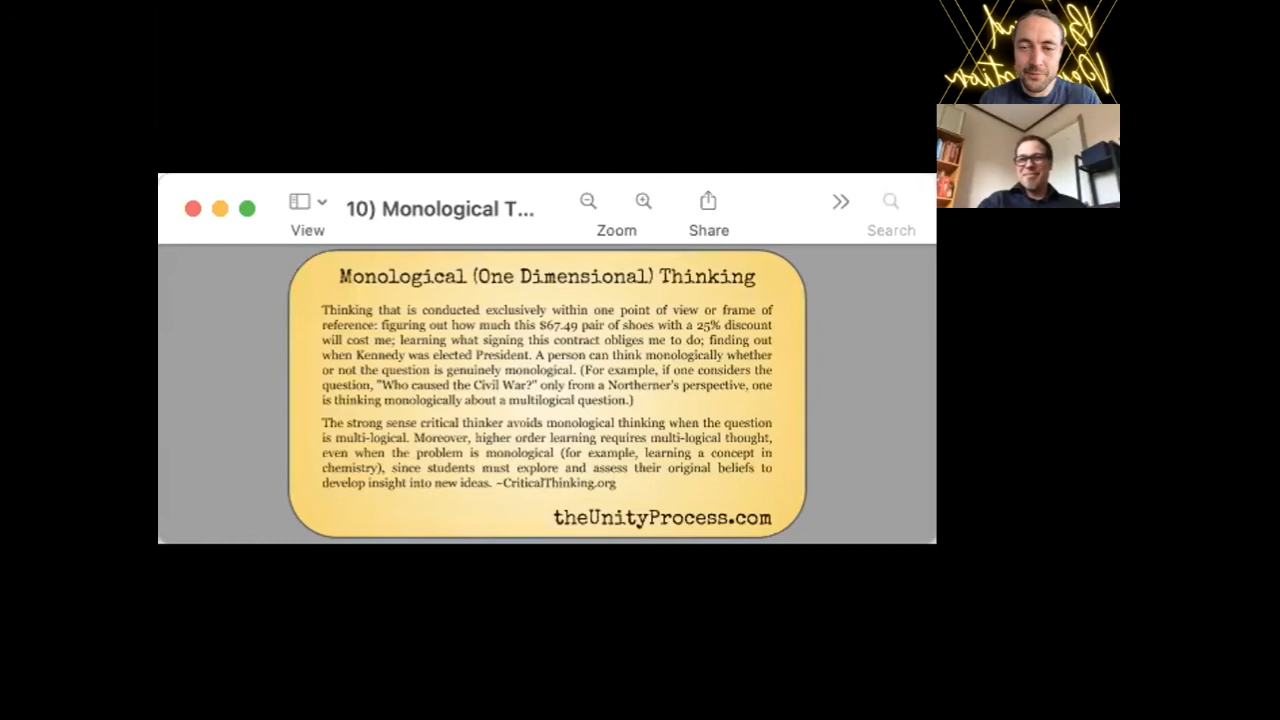 10) Monological T...
View
Zoom
Share
Search
Monological (One Dimensional) Thinking
Thinking that is conducted exclusively within one point of view or frame of
reference: figuring out how much this $67.49 pair of shoes with a 25% discount
will cost me; learning what signing this contract obliges me to do; finding out
when Kennedy was elected President. A person can think monologically whether
or not the question is genuinely monological. (For example, if one considers the
question, "Who caused the Civil War?" only from a Northerner's perspective, one
is thinking monologically about a multilogical question.)
The strong sense critical thinker avoids monological thinking when the question
is multi-logical. Moreover, higher order learning requires multi-logical thought,
even when the problem is monological (for example, learning a concept in
chemistry), since students must explore and assess their original beliefs to
develop insight into new ideas. ~CriticalThinking.org
theUnityProcess.com